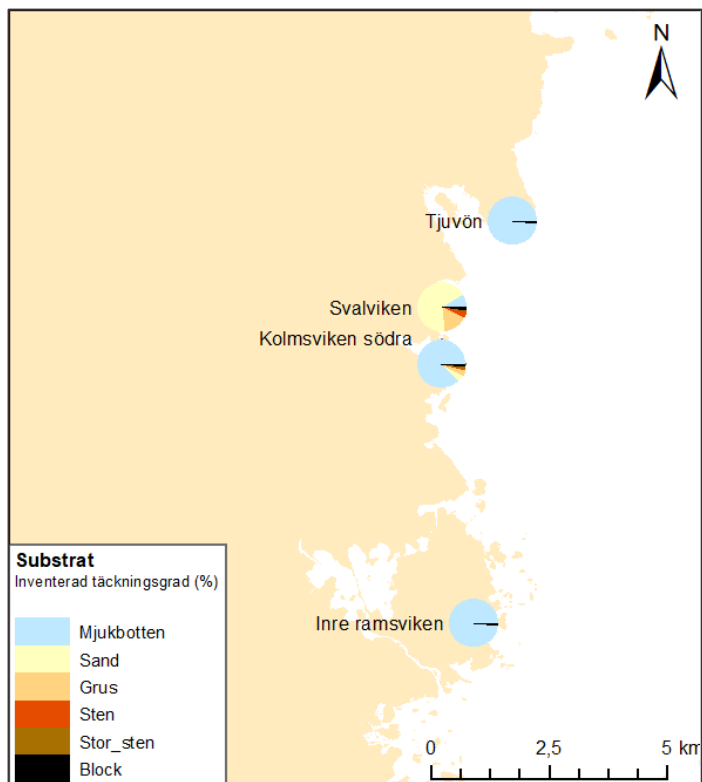 N
Tjuvön
Svalviken
Kolmsviken södra
Inre ramsviken
Substrat
Inventerad täckningsgrad (%)
Mjukbotten
Sand
Grus
Sten
Stor_sten
Block
0 2,5 5 km